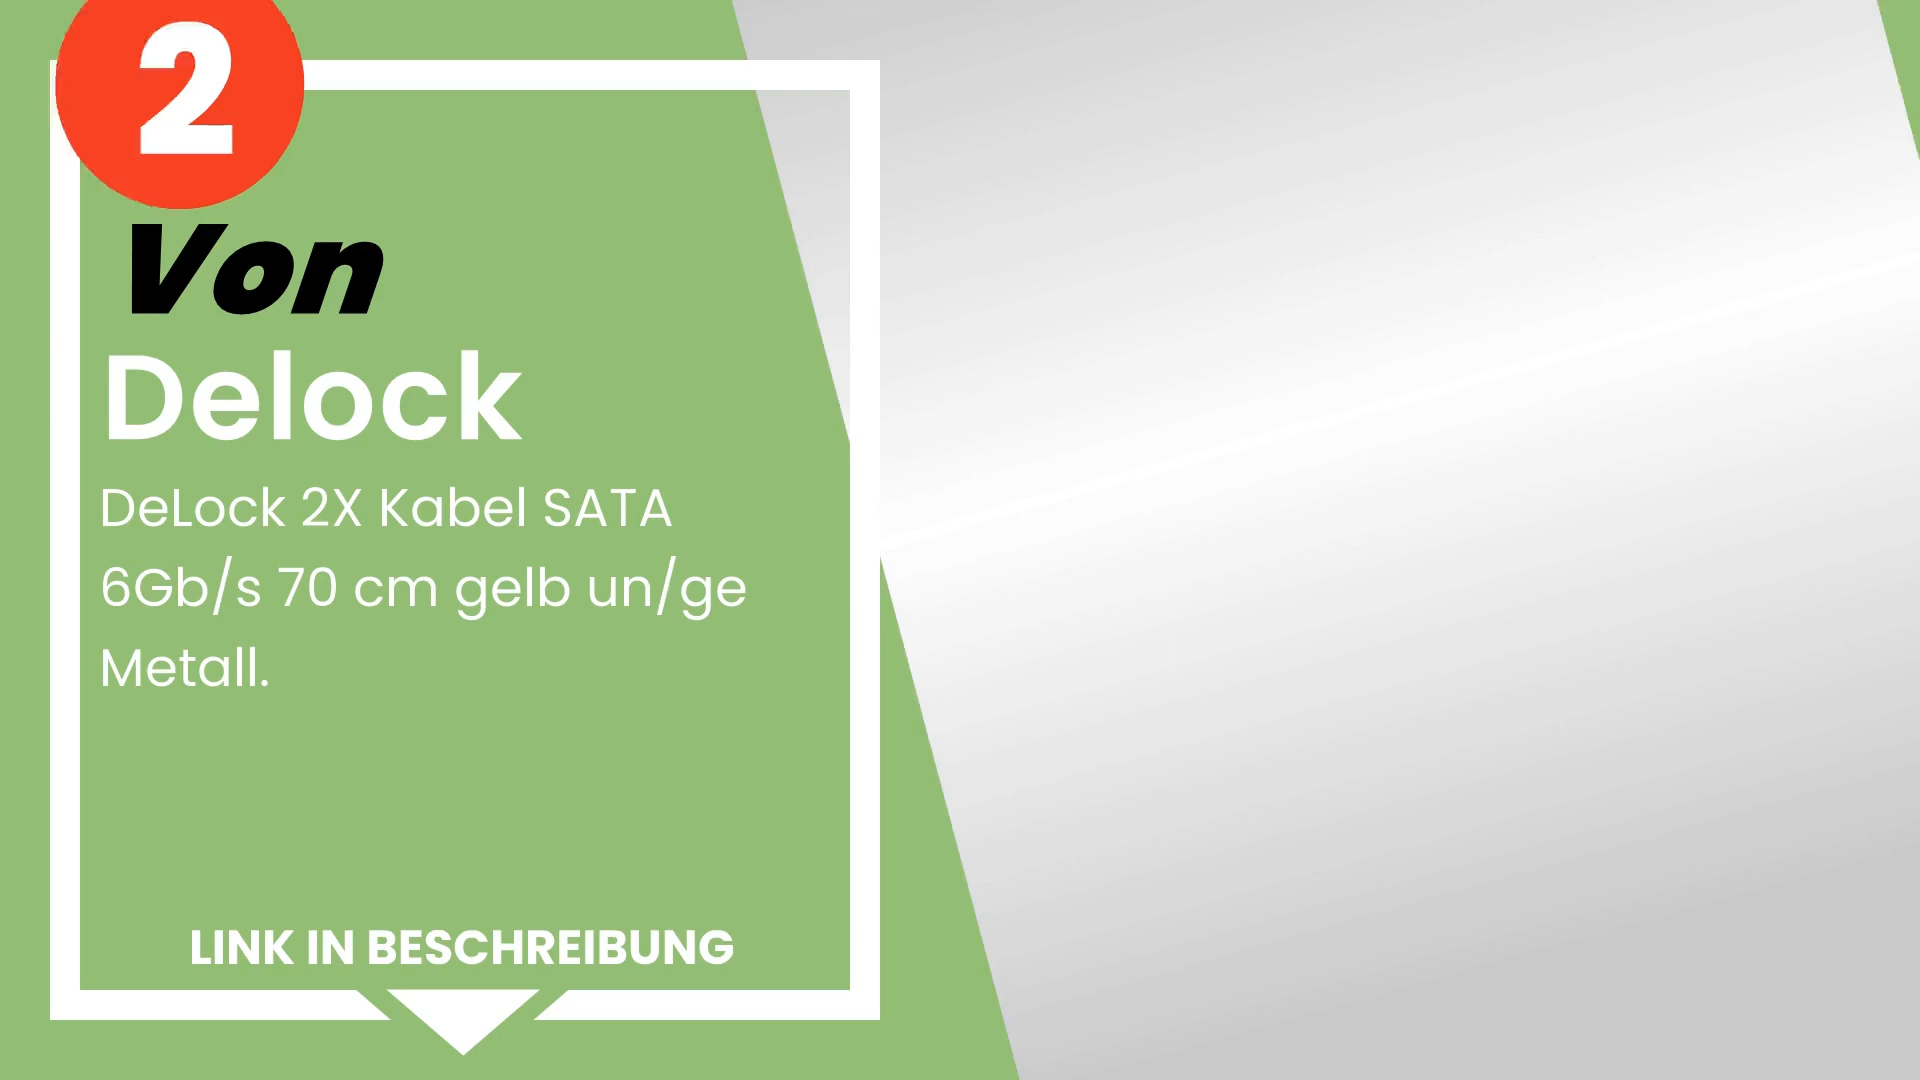 2
Von
Delock
DeLock 2X Kabel SATA
6Gb/s 70 cm gelb un/ge
Metall.
LINK IN BESCHREIBUNG